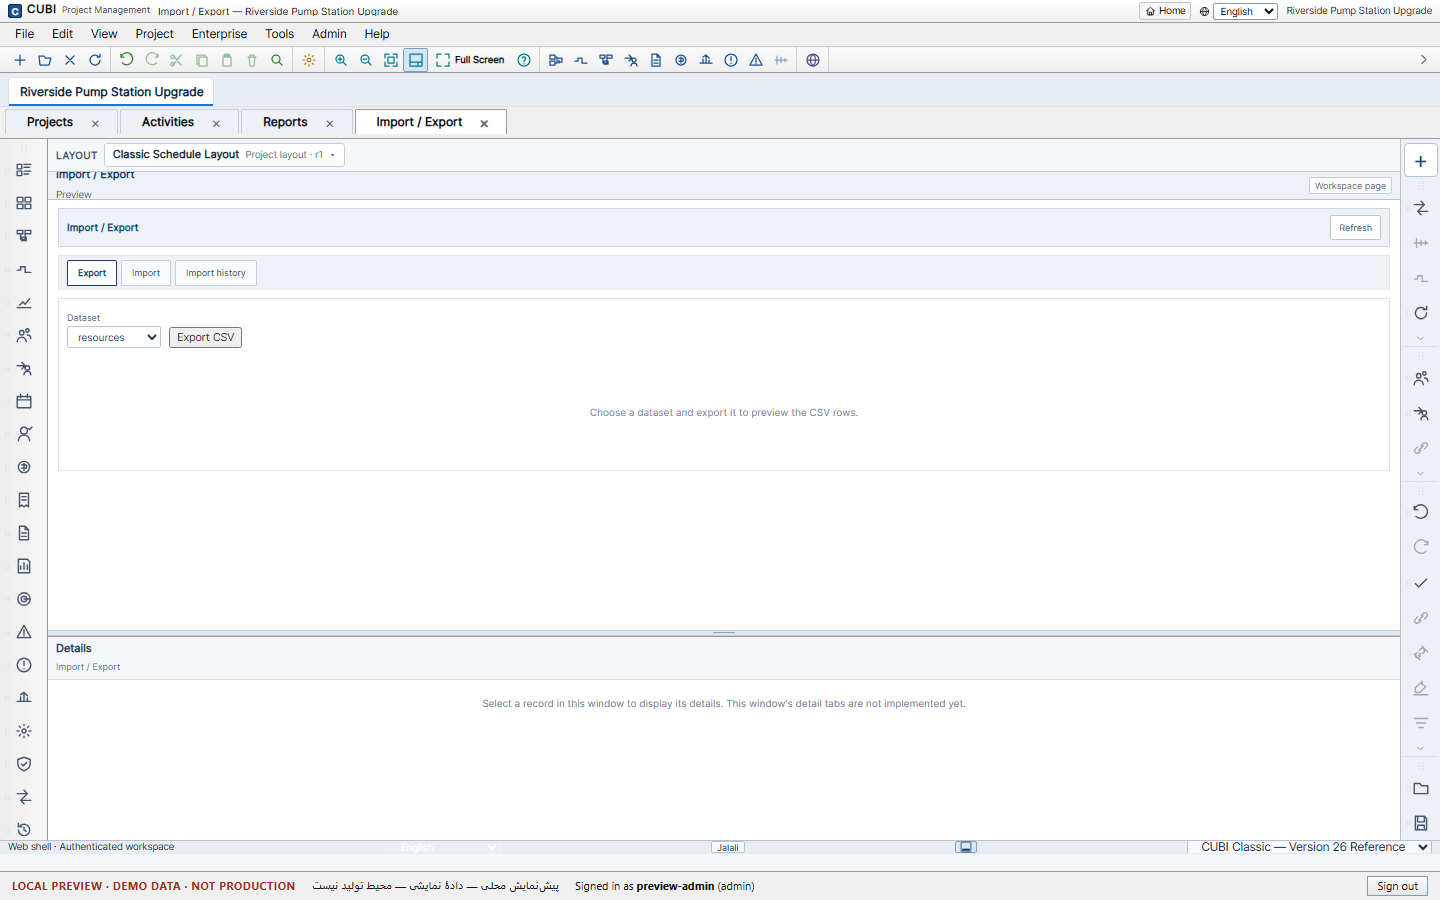 CUBI Project Management Import / Export — Riverside Pump Station Upgrade Home English Riverside Pump Station Upgrade
File Edit View Project Enterprise Tools Admin Help
Full Screen
Riverside Pump Station Upgrade
Projects Activities Reports Import / Export
LAYOUT Classic Schedule Layout Project layout · r1
Import / Export
Preview Workspace page
Import / Export Refresh
Export Import Import history
Dataset
resources Export CSV
Choose a dataset and export it to preview the CSV rows.
Details
Import / Export
Select a record in this window to display its details. This window's detail tabs are not implemented yet.
Web shell · Authenticated workspace English Jalali CUBI Classic — Version 26 Reference
LOCAL PREVIEW · DEMO DATA · NOT PRODUCTION پیش‌نمایش محلی — دادهٔ نمایشی — محیط تولید نیست Signed in as preview-admin (admin) Sign out